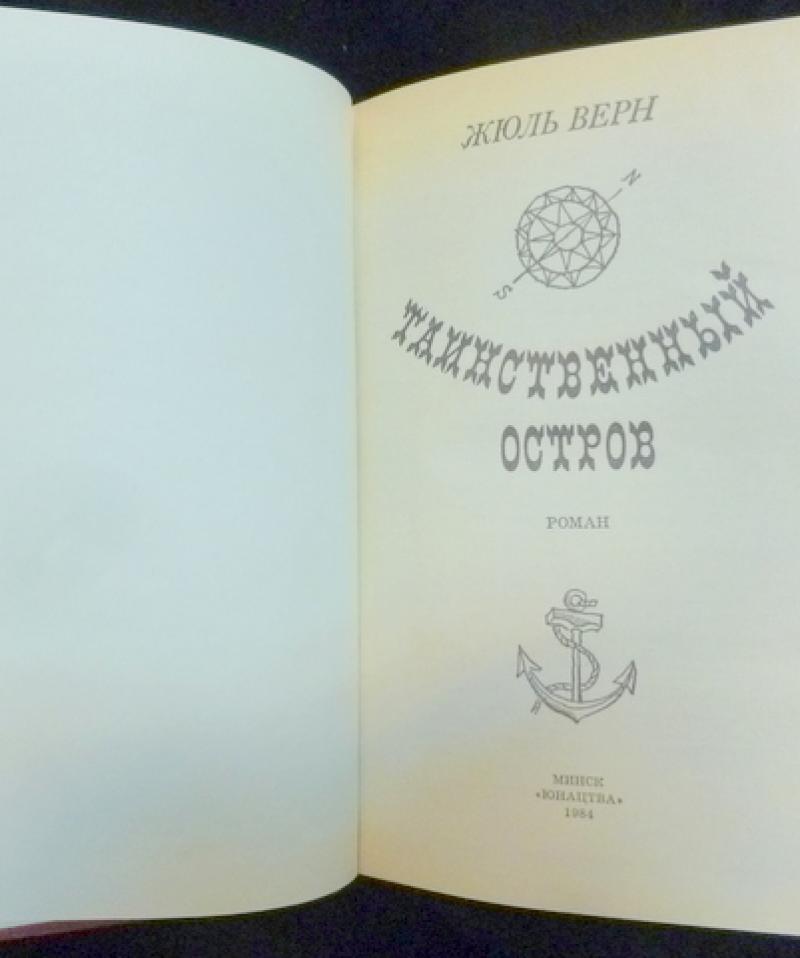 ЖЮЛЬ ВЕРН
N
S
ТАИНСТВЕННЫЙ
ОСТРОВ
РОМАН
МИНСК
«ЮНАЦТВА»
1984